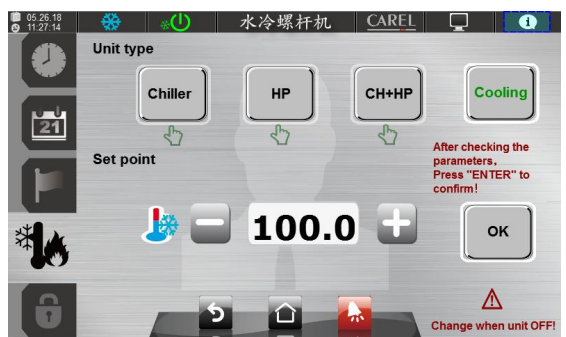 05.26.18
11:27:14
水冷螺杆机
CAREL
i
Unit type
Chiller
HP
CH+HP
Cooling
21
After checking the
parameters,
Press "ENTER" to
confirm!
Set point
100.0
OK
Change when unit OFF!